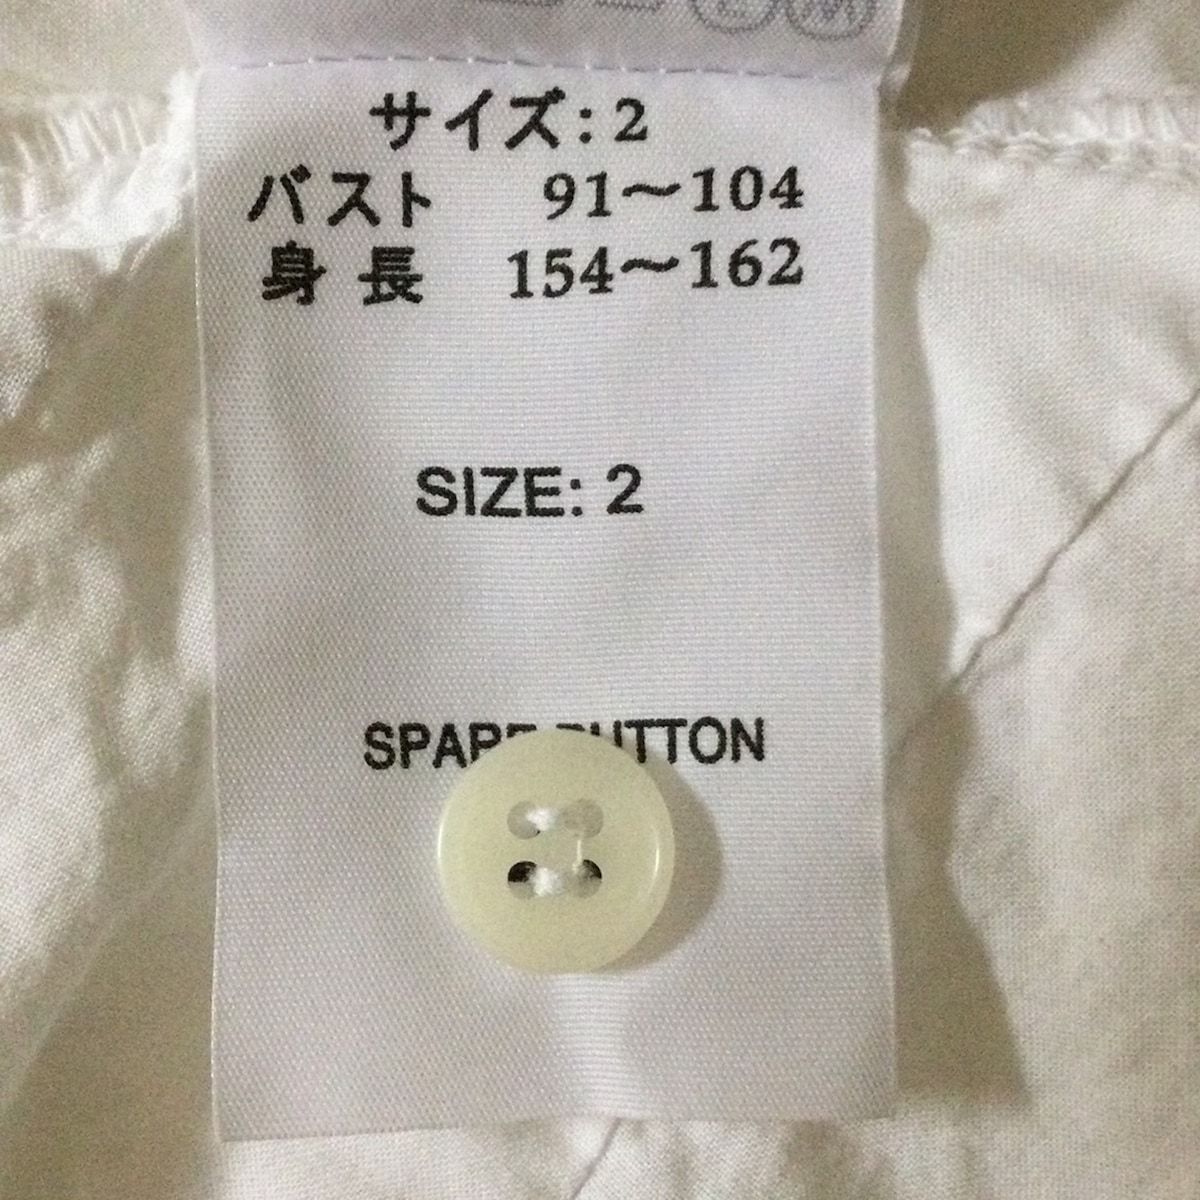 サイズ: 2
バスト 91～104
身長 154～162
SIZE: 2
SPARE BUTTON